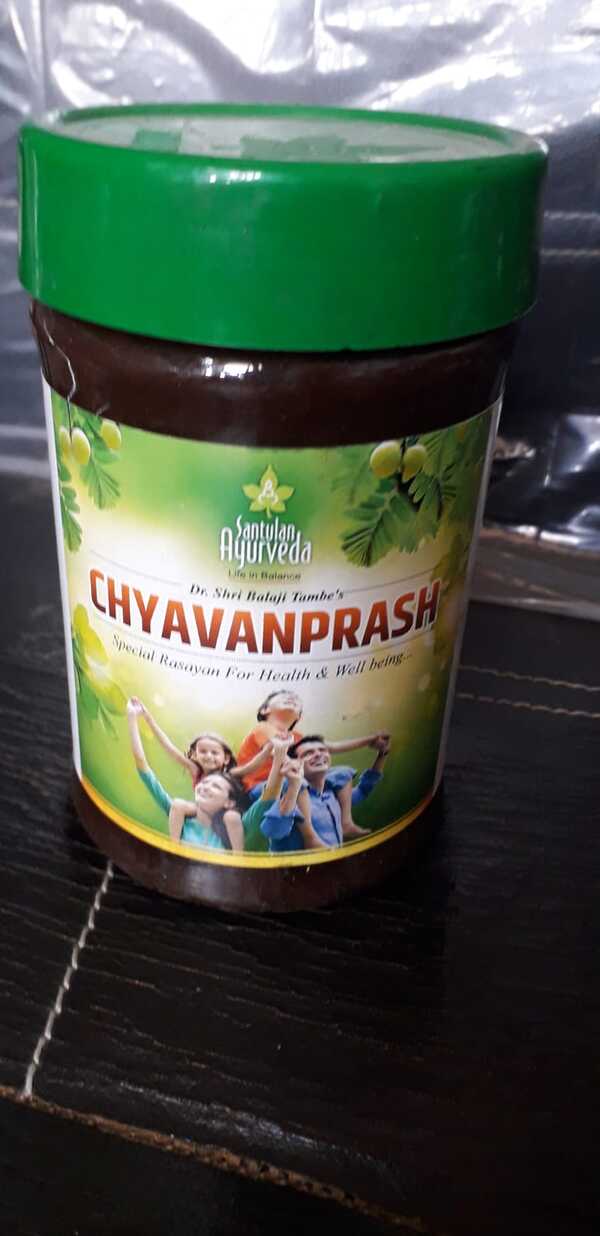 Santulan
Ayurveda
Life in Balance
Dr. Shri Balaji Tambe's
CHYAVANPRASH
Special Rasayan For Health & Well being...